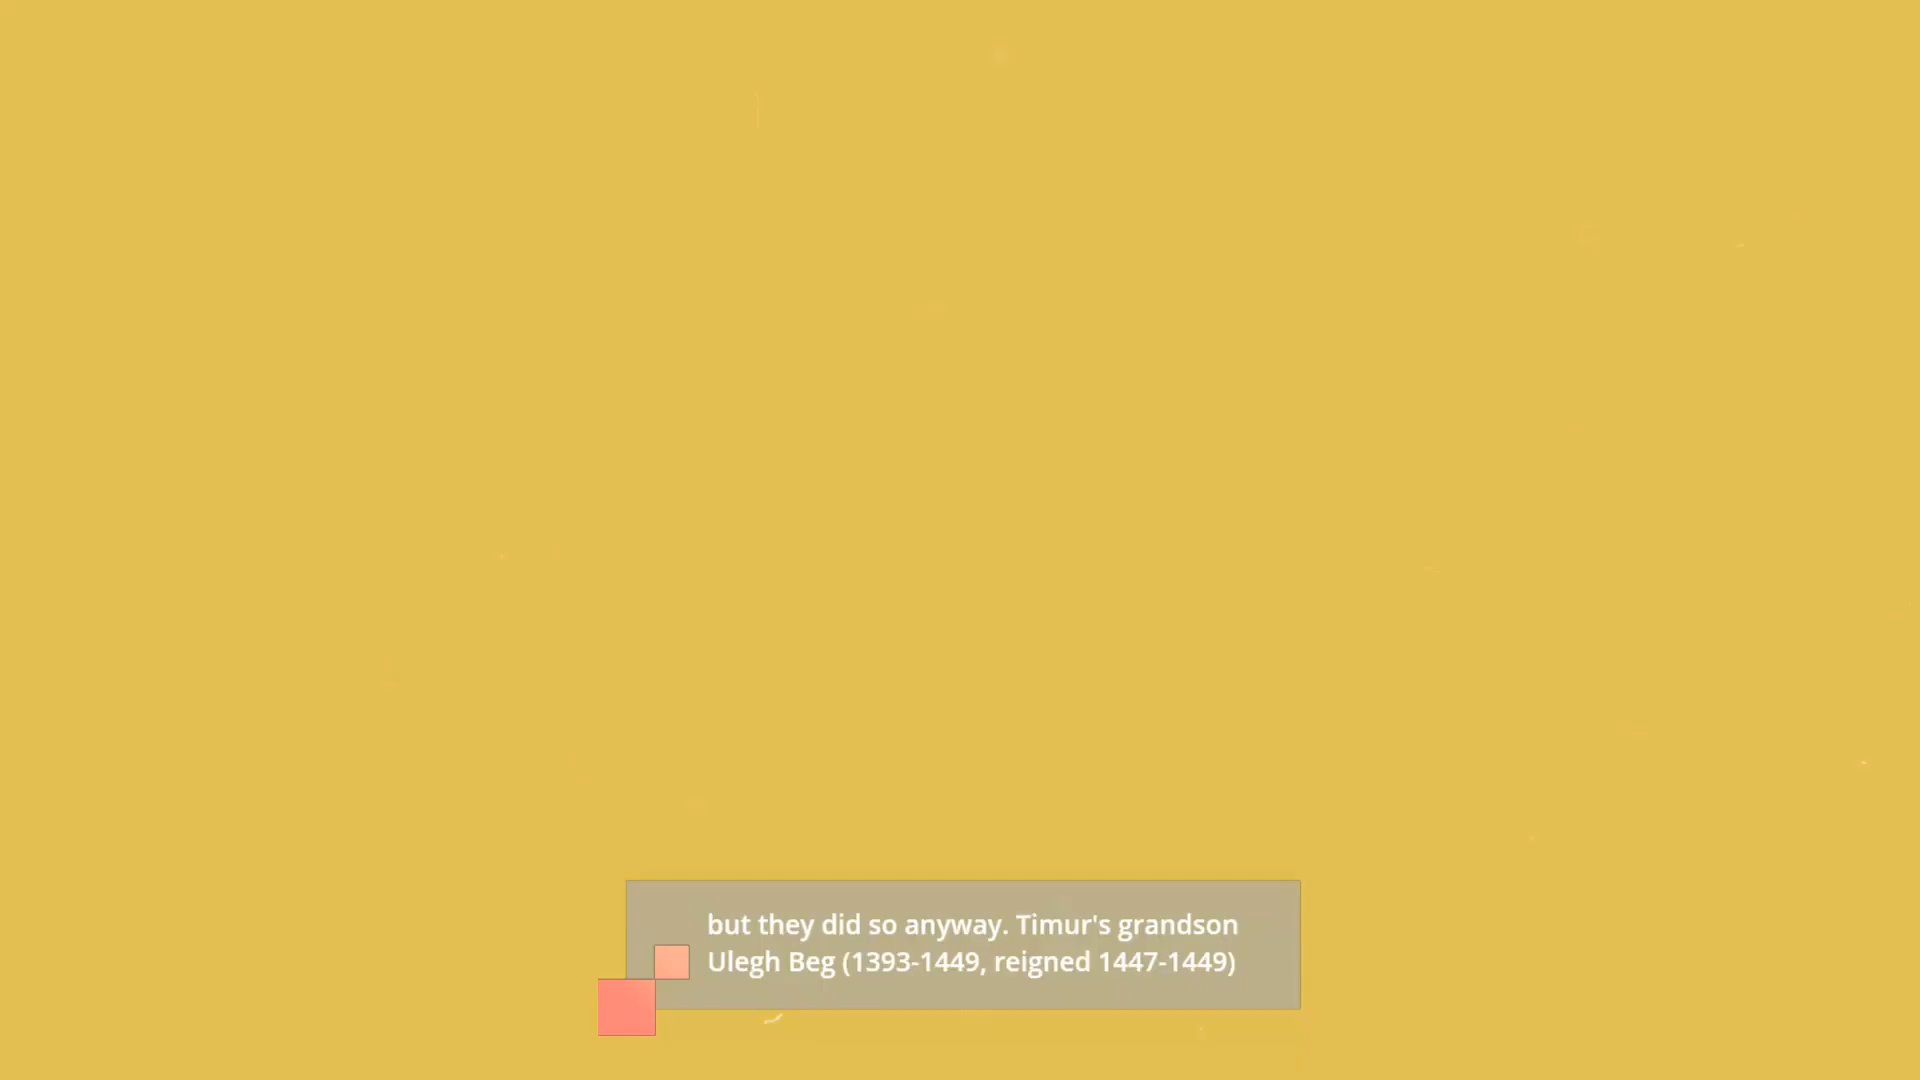 but they did so anyway. Timur's grandson
Ulegh Beg (1393-1449, reigned 1447-1449)